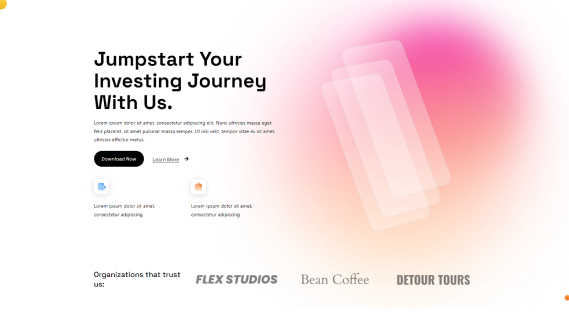 Jumpstart Your
Investing Journey
With Us.
Lorem ipsum dolor sit amet, consectetur adipiscing elit. Nunc ultrices massa eget
felis placerat, sit amet pulvinar massa semper. Ut nisi velit, tempor vitae ex sit amet,
ultrices efficitur metus.
Download Now
Learn More
Lorem ipsum dolor sit amet,
consectetur adipiscing
Lorem ipsum dolor sit amet,
consectetur adipiscing
Organizations that trust
us:
FLEX STUDIOS
Bean Coffee
DETOUR TOURS